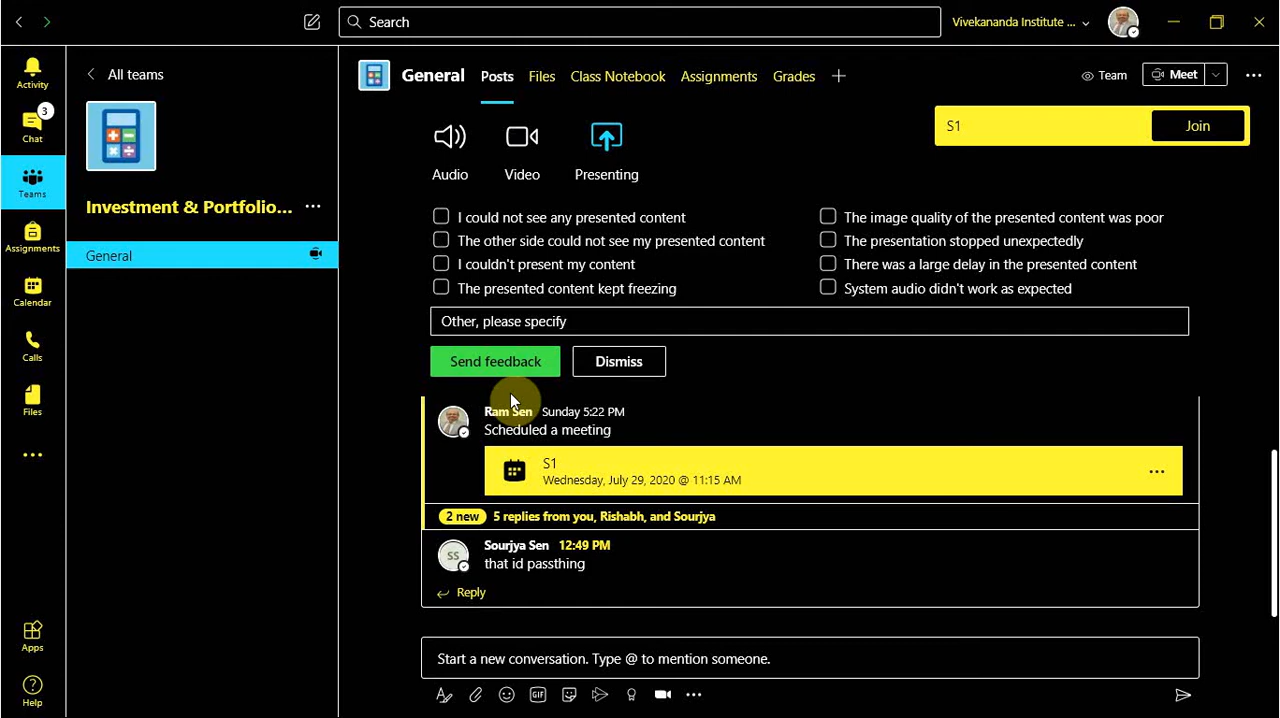 Search
Vivekananda Institute ...
Activity
Chat
3
Teams
Assignments
Calendar
Calls
Files
Apps
Help
All teams
Investment & Portfolio...
General
General
Posts
Files
Class Notebook
Assignments
Grades
Team
Meet
S1
Join
Audio
Video
Presenting
I could not see any presented content
The other side could not see my presented content
I couldn't present my content
The presented content kept freezing
The image quality of the presented content was poor
The presentation stopped unexpectedly
There was a large delay in the presented content
System audio didn't work as expected
Other, please specify
Send feedback
Dismiss
Ram Sen Sunday 5:22 PM
Scheduled a meeting
S1
Wednesday, July 29, 2020 @ 11:15 AM
2 new 5 replies from you, Rishabh, and Sourjya
SS
Sourjya Sen 12:49 PM
that id passthing
Reply
Start a new conversation. Type @ to mention someone.
GIF